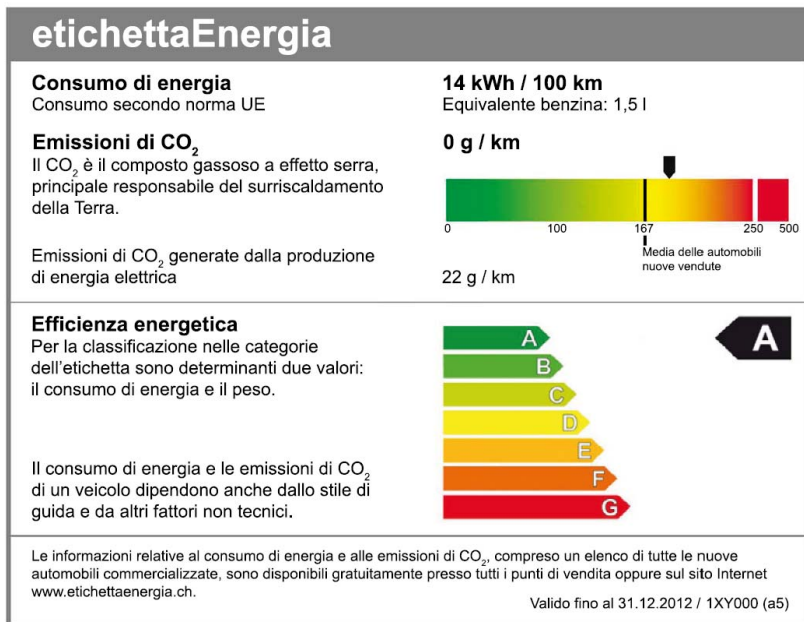 etichettaEnergia
Consumo di energia
14 kWh / 100 km
Consumo secondo norma UE
Equivalente benzina: 1,5 l
Emissioni di CO₂
0 g / km
Il CO₂ è il composto gassoso a effetto serra,
principale responsabile del surriscaldamento
della Terra.
0 100 167 250 500
Media delle automobili
nuove vendute
Emissioni di CO₂ generate dalla produzione
di energia elettrica
22 g / km
Efficienza energetica
Per la classificazione nelle categorie
dell'etichetta sono determinanti due valori:
il consumo di energia e il peso.
A
A
B
C
D
E
F
G
Il consumo di energia e le emissioni di CO₂
di un veicolo dipendono anche dallo stile di
guida e da altri fattori non tecnici.
Le informazioni relative al consumo di energia e alle emissioni di CO₂, compreso un elenco di tutte le nuove
automobili commercializzate, sono disponibili gratuitamente presso tutti i punti di vendita oppure sul sito Internet
www.etichettaenergia.ch.
Valido fino al 31.12.2012 / 1XY000 (a5)